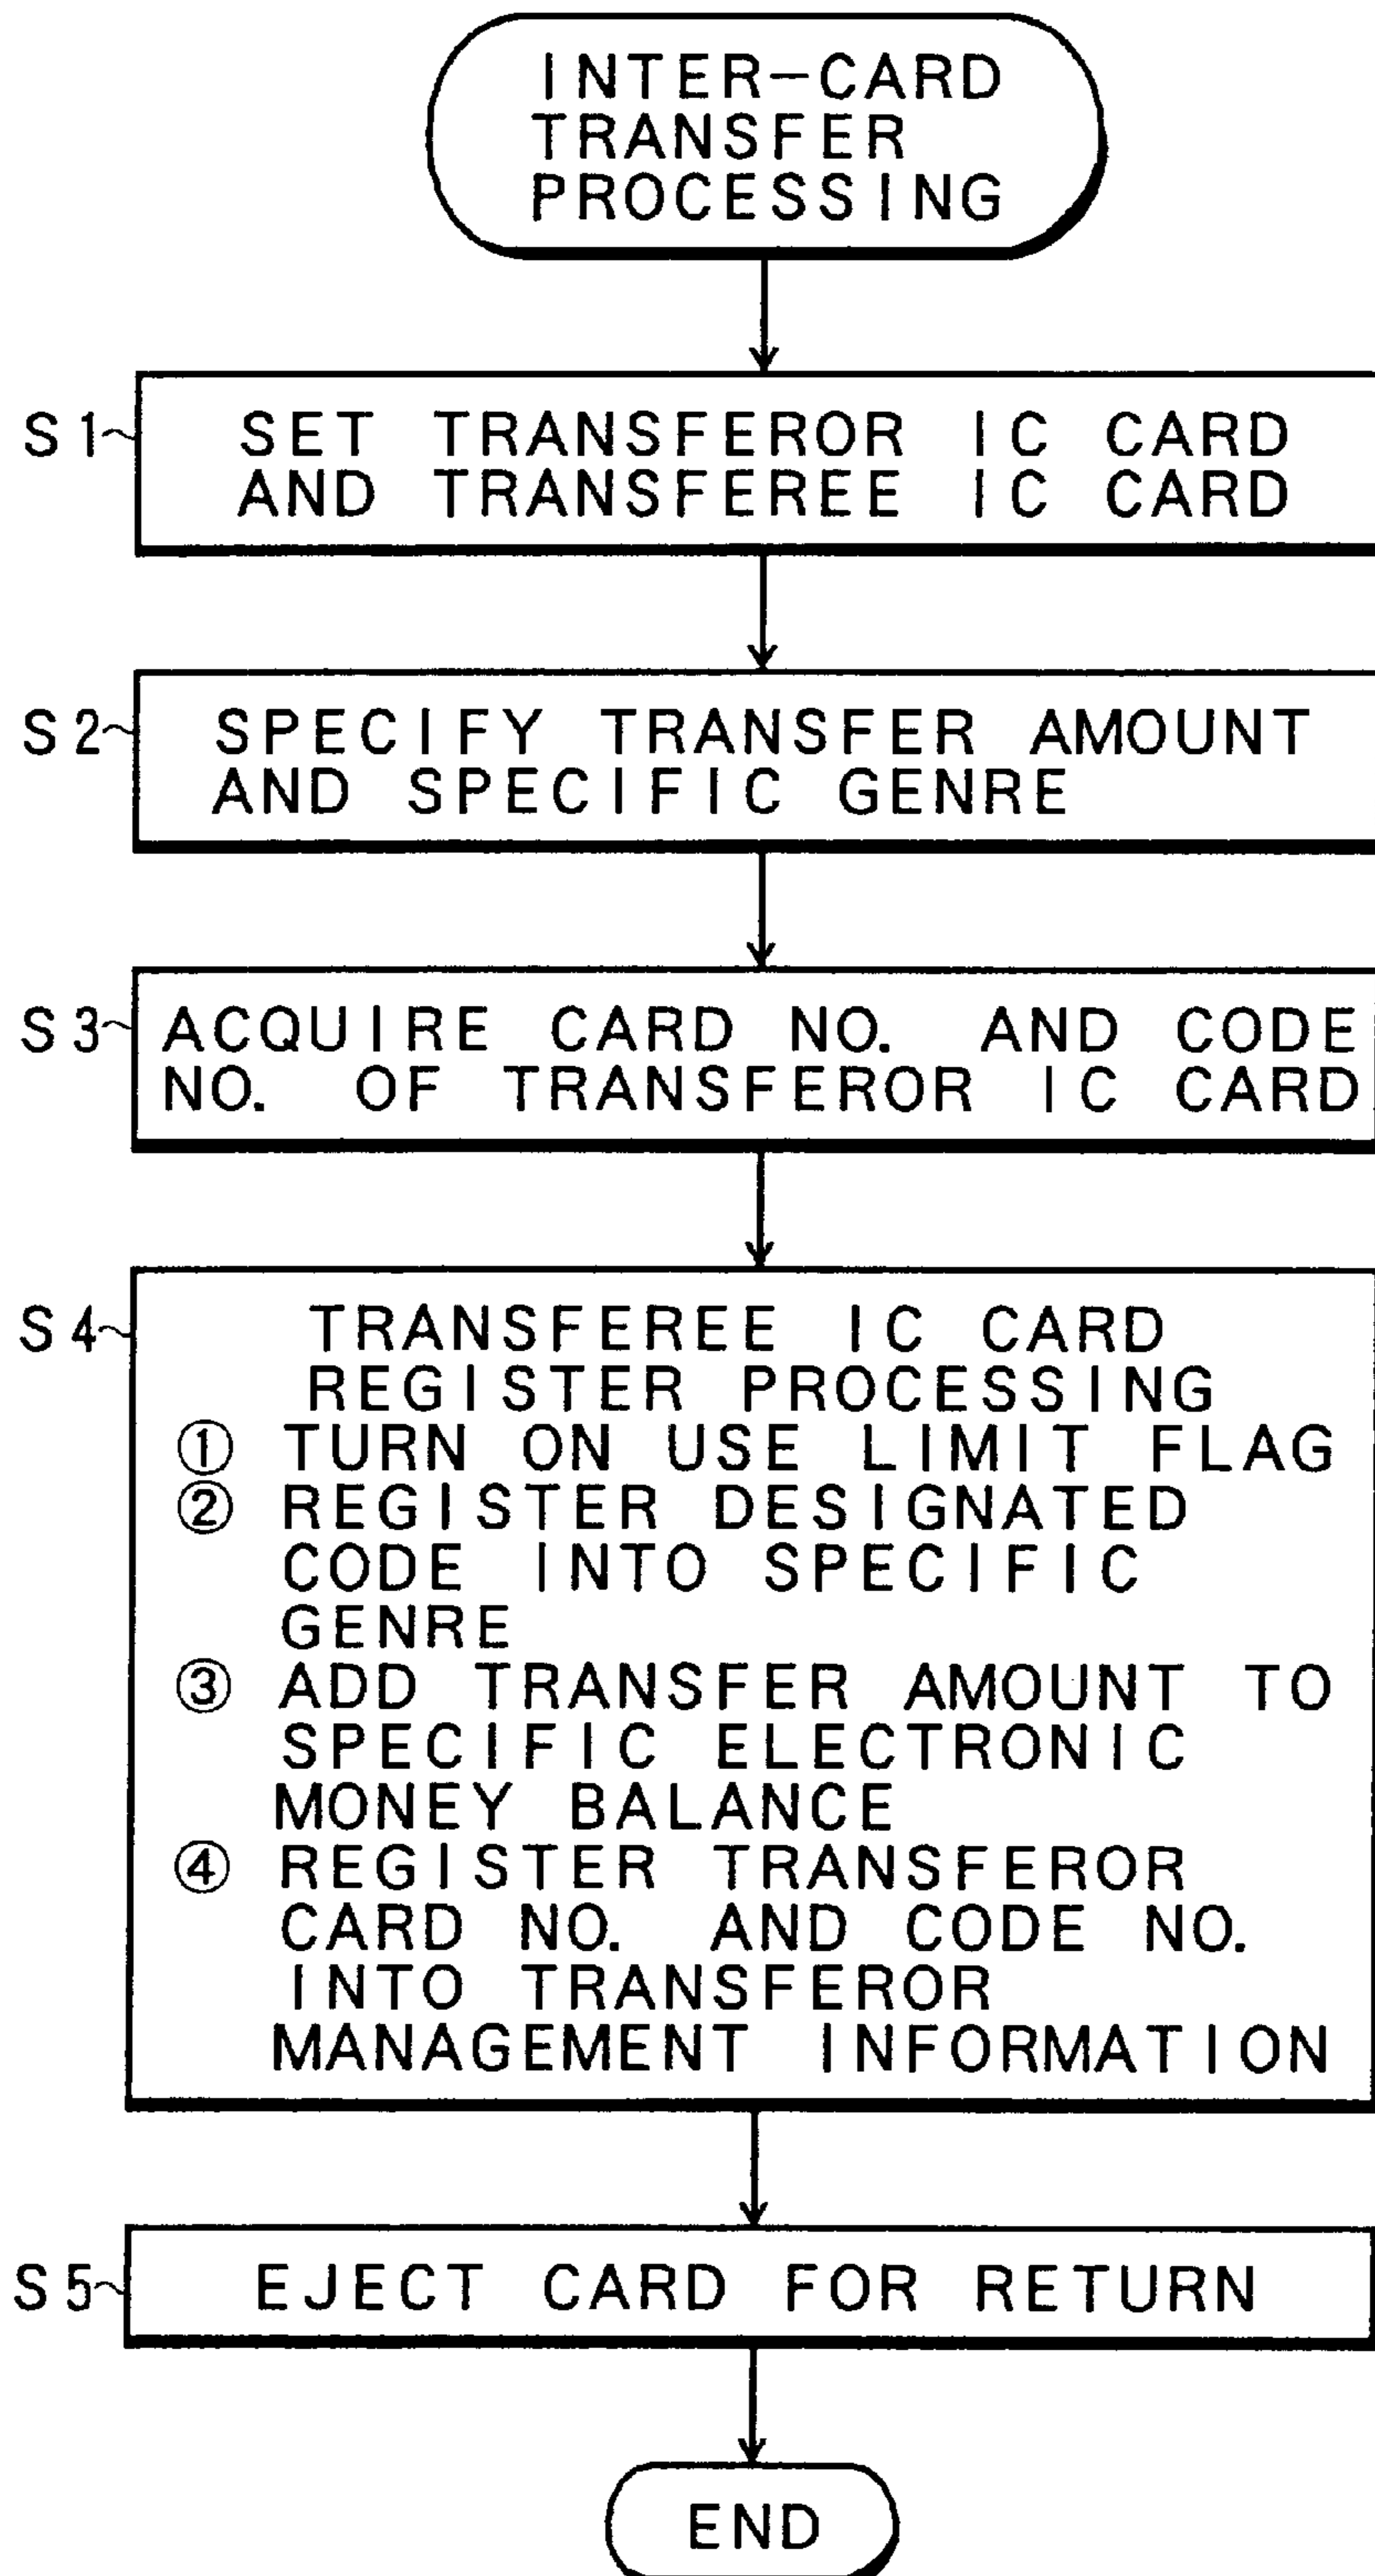 INTER-CARD
TRANSFER
PROCESSING
S1
SET TRANSFEROR IC CARD
AND TRANSFEREE IC CARD
S2
SPECIFY TRANSFER AMOUNT
AND SPECIFIC GENRE
S3
ACQUIRE CARD NO. AND CODE
NO. OF TRANSFEROR IC CARD
S4
TRANSFEREE IC CARD
REGISTER PROCESSING
① TURN ON USE LIMIT FLAG
② REGISTER DESIGNATED
CODE INTO SPECIFIC
GENRE
③ ADD TRANSFER AMOUNT TO
SPECIFIC ELECTRONIC
MONEY BALANCE
④ REGISTER TRANSFEROR
CARD NO. AND CODE NO.
INTO TRANSFEROR
MANAGEMENT INFORMATION
S5
EJECT CARD FOR RETURN
END